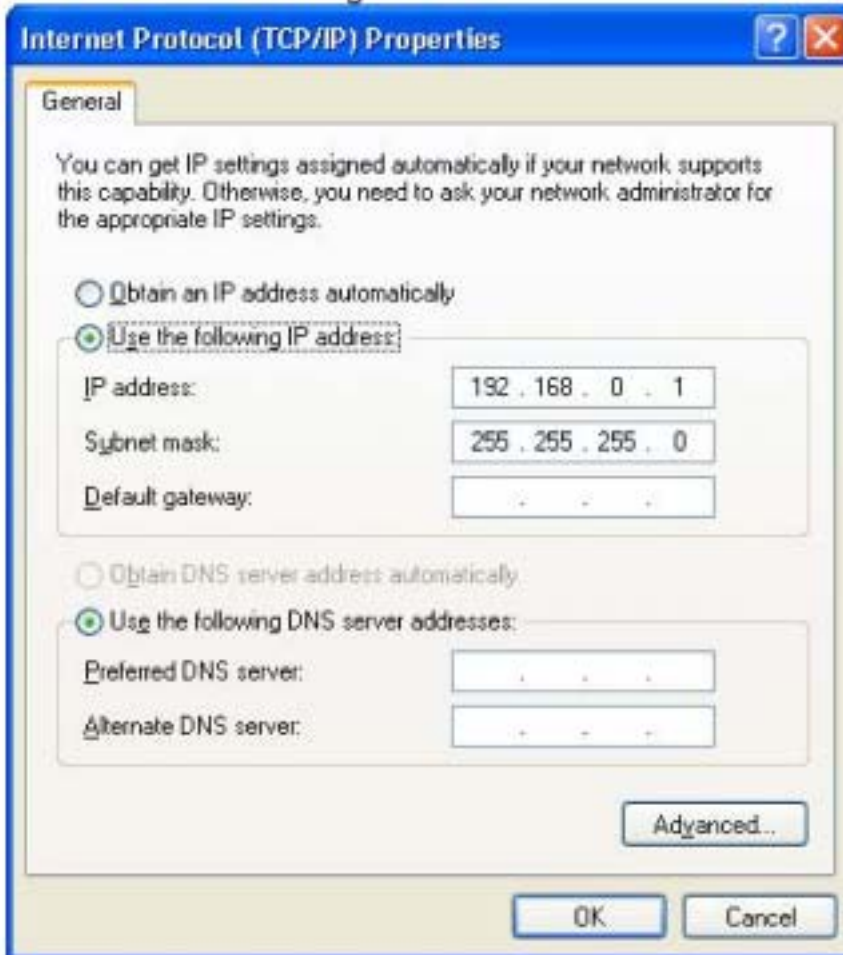 Internet Protocol (TCP/IP) Properties
General
You can get IP settings assigned automatically if your network supports
this capability. Otherwise, you need to ask your network administrator for
the appropriate IP settings.
Obtain an IP address automatically
Use the following IP address:
IP address: 192 . 168 . 0 . 1
Subnet mask: 255 . 255 . 255 . 0
Default gateway: . . .
Obtain DNS server address automatically
Use the following DNS server addresses:
Preferred DNS server: . . .
Alternate DNS server: . . .
Advanced...
OK Cancel